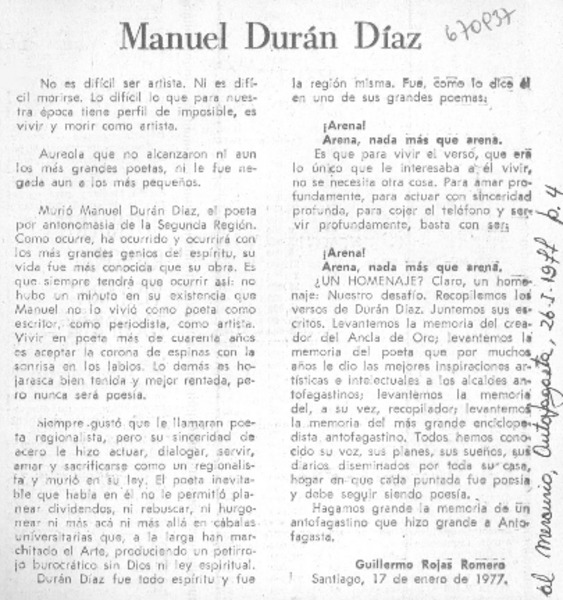 Manuel Durán Díaz
670937
No es difícil ser artista. Ni es difí-
cil morirse. Lo difícil lo que para nues-
tra época tiene perfil de imposible, es
vivir y morir como artista.
Aureola que no alcanzaron ni aun
los más grandes poetas, ni le fue ne-
gada aun a los más pequeños.
Murió Manuel Durán Díaz, el poeta
por antonomasia de la Segunda Región.
Como ocurre, ha ocurrido y ocurrirá con
los más grandes genios del espíritu, su
vida fue más conocida que su obra. Es
que siempre tendrá que ocurrir así: no
hubo un minuto en su existencia que
Manuel no lo vivió como poeta como
escritor, como periodista, como artista.
Vivir en poeta más de cuarenta años
es aceptar la corona de espinas con la
sonrisa en los labios. Lo demás es ho-
jaresca bien tenida y mejor rentada, pe-
ro nunca será poesía.
Siempre gustó que le llamaran poe-
ta regionalista, pero su sinceridad de
acero le hizo actuar, dialogar, servir,
amar y sacrificarse como un regionalis-
ta y murió en su ley. El poeta inevita-
ble que había en él no le permitió pla-
near dividendos, ni rebuscar, ni hurgo-
near ni más acá ni más allá en cábalas
universitarias que, a la larga han mar-
chitado el Arte, produciendo un petirro-
jo burocrático sin Dios ni ley espiritual.
Durán Díaz fue todo espíritu y fue
la región misma. Fue, como lo dice él
en uno de sus grandes poemas:
¡Arena!
Arena, nada más que arena.
Es que para vivir el verso, que era
lo único que le interesaba a él vivir,
no se necesita otra cosa. Para amar pro-
fundamente, para actuar con sinceridad
profunda, para cojer el teléfono y ser-
vir profundamente, basta con ser:
¡Arena!
Arena, nada más que arena.
¿UN HOMENAJE? Claro, un home-
naje: Nuestro desafío. Recopilemos los
versos de Durán Díaz. Juntemos sus es-
critos. Levantemos la memoria del crea-
dor del Ancla de Oro; levantemos la
memoria del poeta que por muchos
años le dio las mejores inspiraciones ar-
tísticas e intelectuales a los alcaldes an-
tofagastinos; levantemos la memoria
del, a su vez, recopilador; levantemos
la memoria del más grande enciclope-
dista antofagastino. Todos hemos cono-
cido su voz, sus planes, sus sueños, sus
diarios diseminados por toda su casa,
hogar en que cada puntada fue poesía
y debe seguir siendo poesía.
Hagamos grande la memoria de un
antofagastino que hizo grande a Anto-
fagasta.
Guillermo Rojas Romero
Santiago, 17 de enero de 1977.
el Mercurio, Antofagasta, 26-I-1977 p. 4